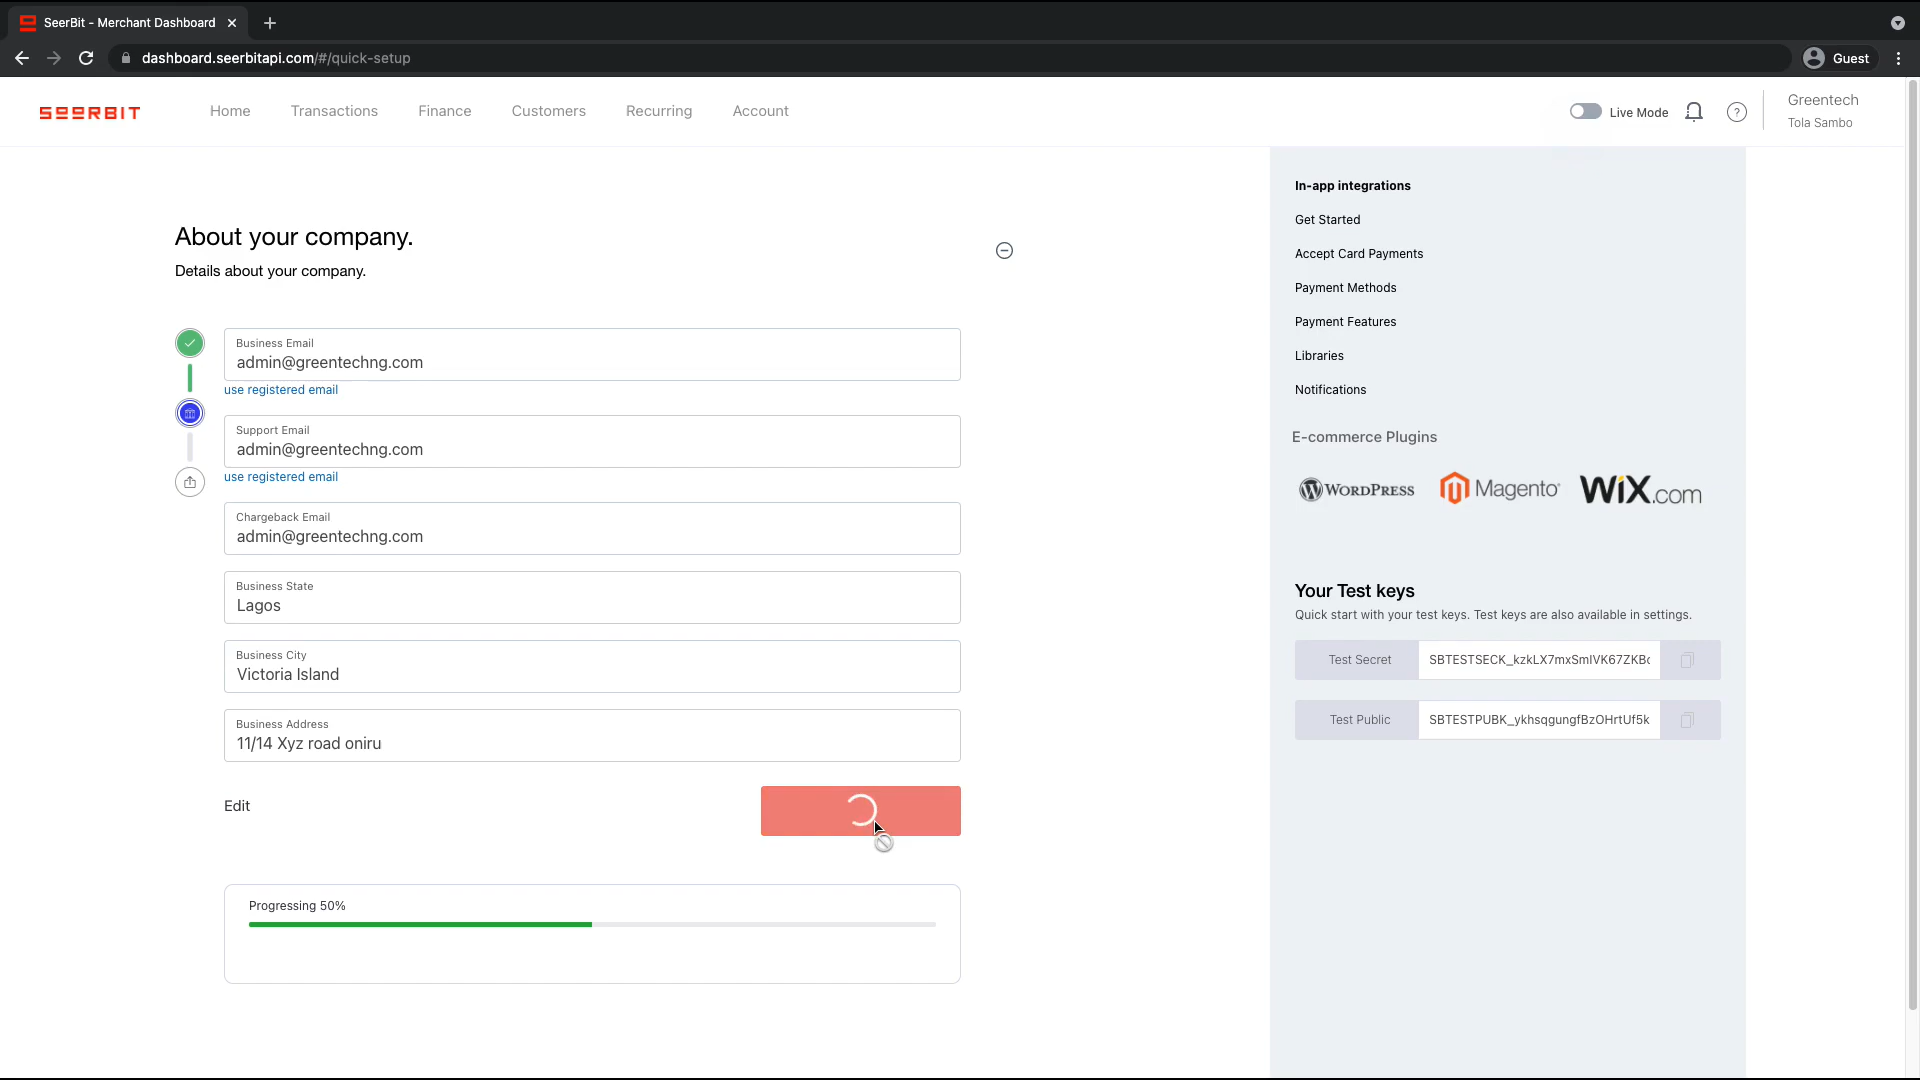 SeerBit - Merchant Dashboard
dashboard.seerbitapi.com/#/quick-setup
Guest
SEERBIT
Home
Transactions
Finance
Customers
Recurring
Account
Live Mode
?
Greentech
Tola Sambo
About your company.
Details about your company.
Business Email
admin@greentechng.com
use registered email
Support Email
admin@greentechng.com
use registered email
Chargeback Email
admin@greentechng.com
Business State
Lagos
Business City
Victoria Island
Business Address
11/14 Xyz road oniru
Edit
Progressing 50%
In-app integrations
Get Started
Accept Card Payments
Payment Methods
Payment Features
Libraries
Notifications
E-commerce Plugins
WORDPRESS
Magento
WiX.com
Your Test keys
Quick start with your test keys. Test keys are also available in settings.
Test Secret
Test Public